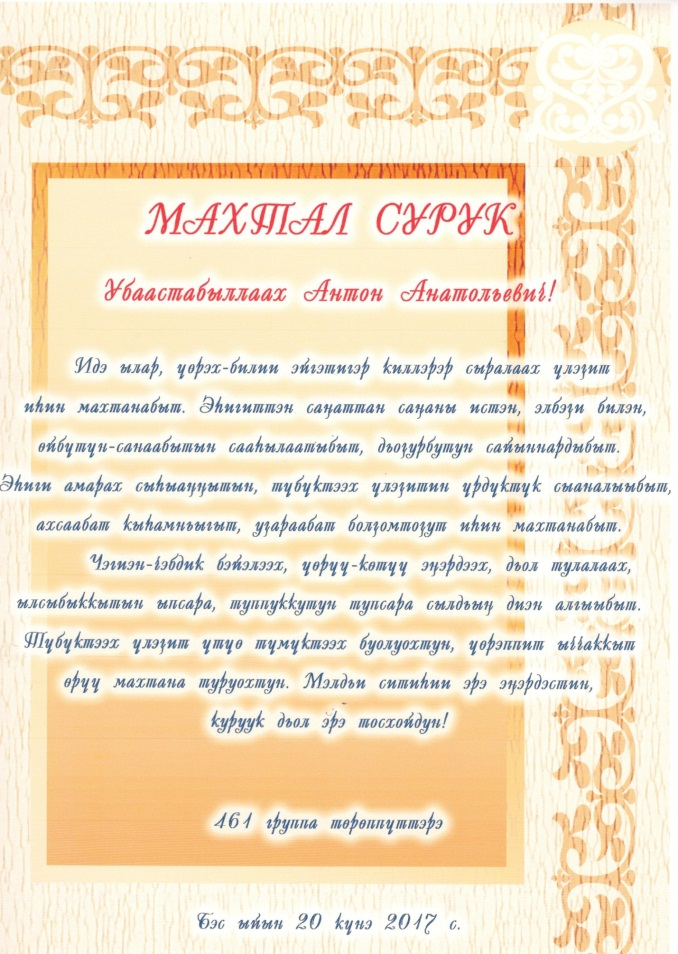 МАХТАЛ СУРУК
Убаастабыллаах Антон Анатольевич!
Идэ ылар, үөрэх-билии эйгэтигэр киллэрэр сыралаах үлэҕит
иһин махтанабыт. Эһигиттэн саҥаттан саҥаны истэн, элбэҕи билэн,
өйбүтүн-санаабытын сааһылаатыбыт, дьоҕурбутун сайыннардыбыт.
Эһиги амарах сыһыаҥҥытын, түбүктээх үлэҕитин үрдүктүк сыаналыыбыт,
ахсаабат кыһамньыгыт, уҕараабат болҕомтоҕут иһин махтанабыт.
Чэгиэн-чэбдик бэйэлээх, үөрүү-көтүү эҥэрдээх, дьол тулалаах,
ылсыбыккытын ыпсара, туппуккутун тупсара сылдьыҥ диэн алгыыбыт.
Түбүктээх үлэҕит үтүө түмүктээх буолуохтун, үөрэппит ыччаккыт
өрүү махтана туруохтун. Мэлдьи ситиһии эрэ эҥэрдэстин,
куруук дьол эрэ тосхойдун!
461 группа төрөппүттэрэ
Бэс ыйын 20 күнэ 2017 с.